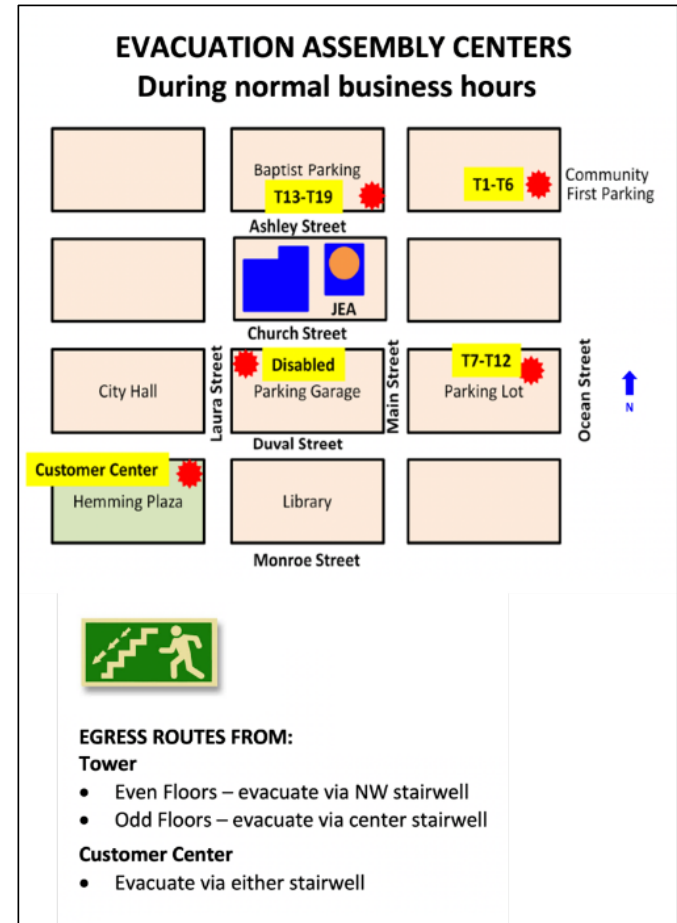 EVACUATION ASSEMBLY CENTERS
During normal business hours
Baptist Parking
T13-T19
T1-T6
Community
First Parking
Ashley Street
JEA
Church Street
Laura Street
Disabled
Parking Garage
Main Street
T7-T12
Parking Lot
Ocean Street
N
City Hall
Duval Street
Customer Center
Hemming Plaza
Library
Monroe Street
EGRESS ROUTES FROM:
Tower
• Even Floors – evacuate via NW stairwell
• Odd Floors – evacuate via center stairwell
Customer Center
• Evacuate via either stairwell